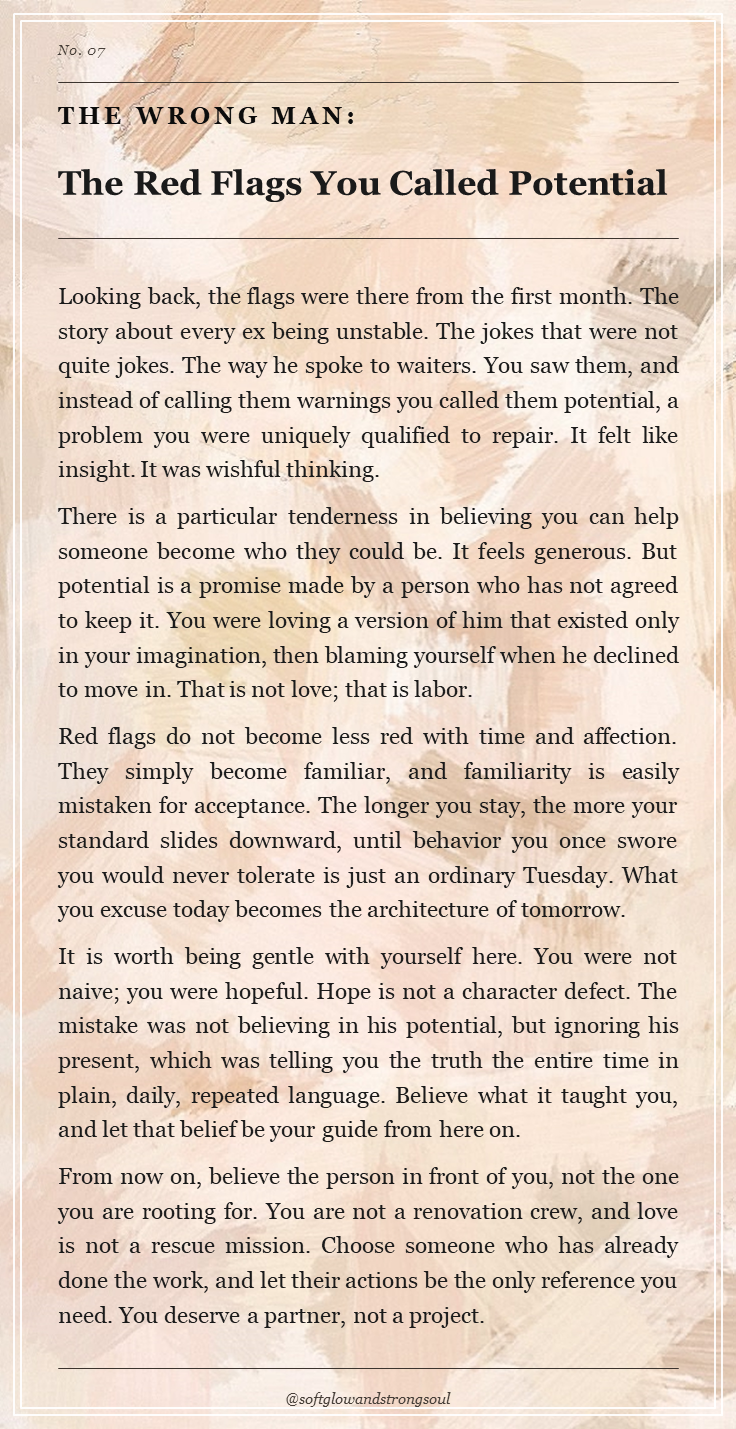 No. 07
THE WRONG MAN:
The Red Flags You Called Potential
Looking back, the flags were there from the first month. The
story about every ex being unstable. The jokes that were not
quite jokes. The way he spoke to waiters. You saw them, and
instead of calling them warnings you called them potential, a
problem you were uniquely qualified to repair. It felt like
insight. It was wishful thinking.
There is a particular tenderness in believing you can help
someone become who they could be. It feels generous. But
potential is a promise made by a person who has not agreed
to keep it. You were loving a version of him that existed only
in your imagination, then blaming yourself when he declined
to move in. That is not love; that is labor.
Red flags do not become less red with time and affection.
They simply become familiar, and familiarity is easily
mistaken for acceptance. The longer you stay, the more your
standard slides downward, until behavior you once swore
you would never tolerate is just an ordinary Tuesday. What
you excuse today becomes the architecture of tomorrow.
It is worth being gentle with yourself here. You were not
naive; you were hopeful. Hope is not a character defect. The
mistake was not believing in his potential, but ignoring his
present, which was telling you the truth the entire time in
plain, daily, repeated language. Believe what it taught you,
and let that belief be your guide from here on.
From now on, believe the person in front of you, not the one
you are rooting for. You are not a renovation crew, and love
is not a rescue mission. Choose someone who has already
done the work, and let their actions be the only reference you
need. You deserve a partner, not a project.
@softglowandstrongsoul